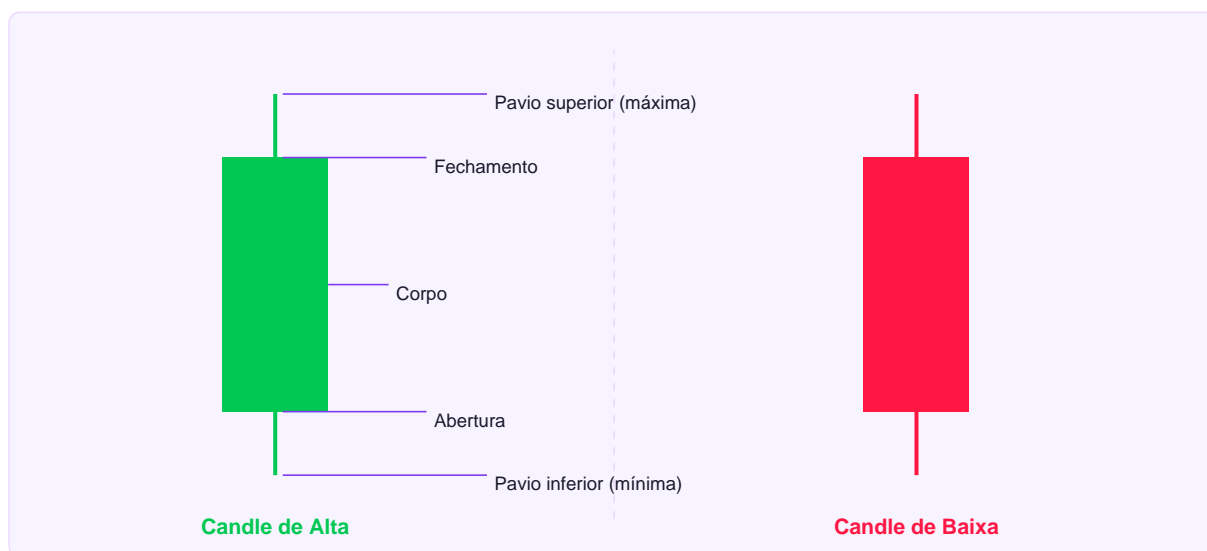 Pavio superior (máxima)
Fechamento
Corpo
Abertura
Pavio inferior (mínima)
Candle de Alta
Candle de Baixa